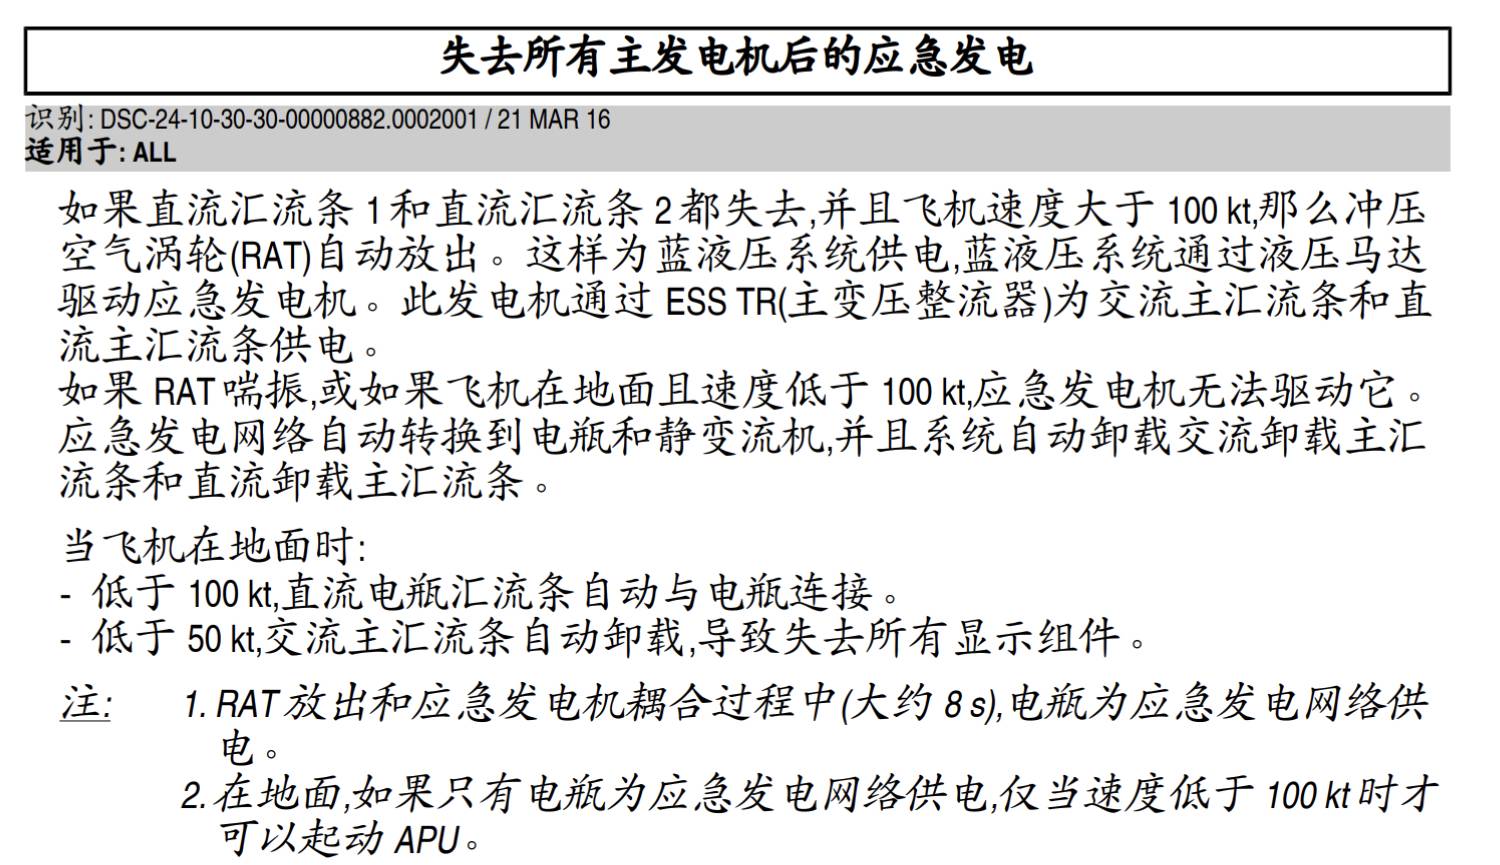 失去所有主发电机后的应急发电
识别: DSC-24-10-30-30-00000882.0002001 / 21 MAR 16
适用于: ALL
如果直流汇流条 1 和直流汇流条 2 都失去,并且飞机速度大于 100 kt,那么冲压
空气涡轮(RAT)自动放出。这样为蓝液压系统供电,蓝液压系统通过液压马达
驱动应急发电机。此发电机通过 ESS TR(主变压整流器)为交流主汇流条和直
流主汇流条供电。
如果 RAT 喘振,或如果飞机在地面且速度低于 100 kt,应急发电机无法驱动它。
应急发电网络自动转换到电瓶和静变流机,并且系统自动卸载交流卸载主汇
流条和直流卸载主汇流条。
当飞机在地面时:
- 低于 100 kt,直流电瓶汇流条自动与电瓶连接。
- 低于 50 kt,交流主汇流条自动卸载,导致失去所有显示组件。
注: 1. RAT 放出和应急发电机耦合过程中(大约 8 s),电瓶为应急发电网络供
电。
2. 在地面,如果只有电瓶为应急发电网络供电,仅当速度低于 100 kt 时才
可以起动 APU。